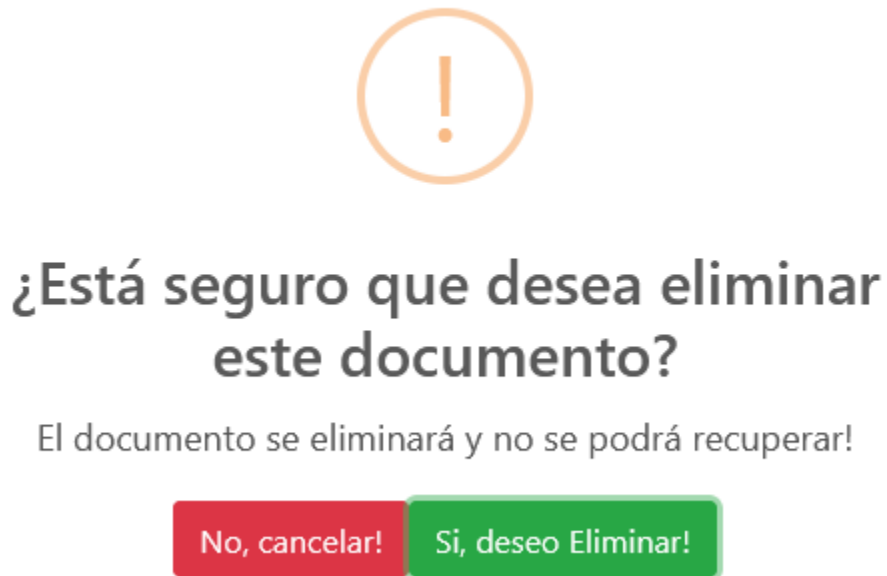 !
¿Está seguro que desea eliminar
este documento?
El documento se eliminará y no se podrá recuperar!
No, cancelar! Si, deseo Eliminar!